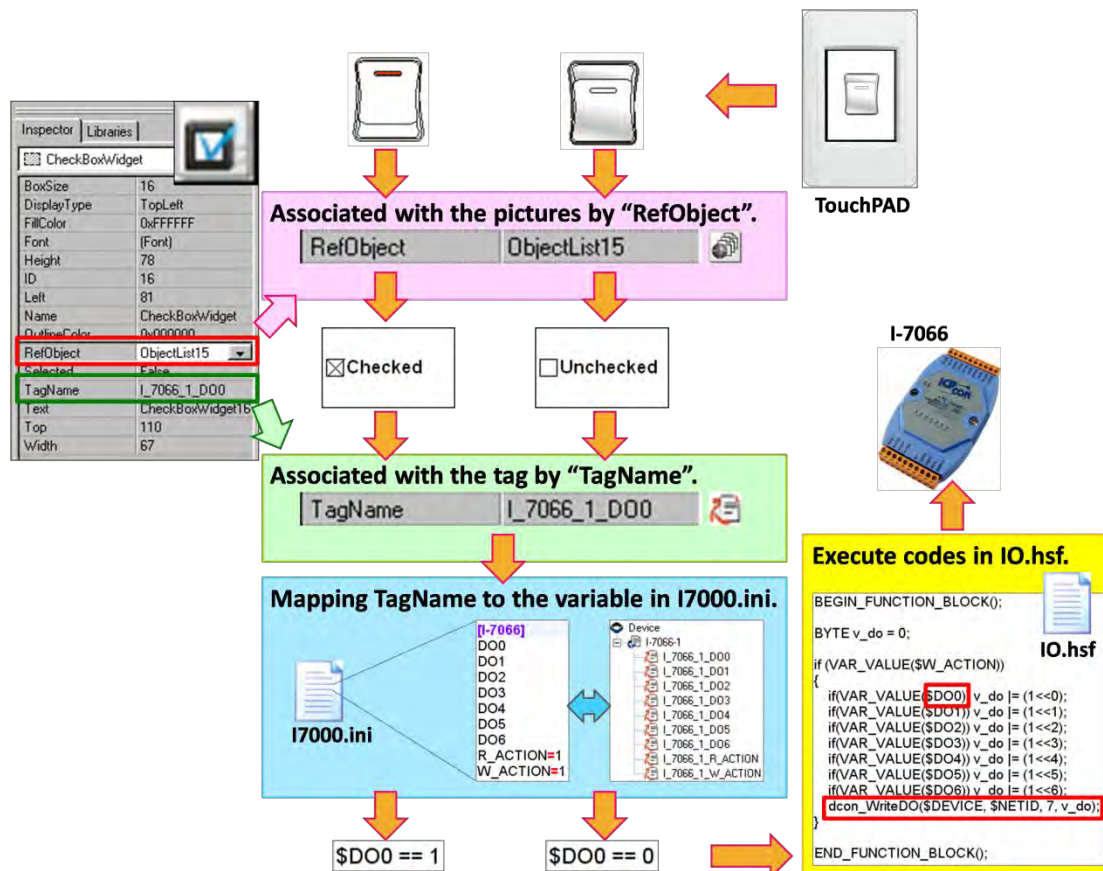 TouchPAD
Inspector
Libraries
CheckBoxWidget
BoxSize 16
DisplayType TopLeft
FillColor 0xFFFFFF
Font (Font)
Height 78
ID 16
Left 81
Name CheckBoxWidget
OutlineColor 0x000000
RefObject ObjectList15
Selected False
TagName I_7066_1_DO0
Text CheckBoxWidget16
Top 110
Width 67
Associated with the pictures by “RefObject”.
RefObject ObjectList15
Checked
Unchecked
Associated with the tag by “TagName”.
TagName I_7066_1_DO0
Mapping TagName to the variable in I7000.ini.
I7000.ini
[I-7066]
DO0
DO1
DO2
DO3
DO4
DO5
DO6
R_ACTION=1
W_ACTION=1
Device
I-7066-1
I_7066_1_DO0
I_7066_1_DO1
I_7066_1_DO2
I_7066_1_DO3
I_7066_1_DO4
I_7066_1_DO5
I_7066_1_DO6
I_7066_1_R_ACTION
I_7066_1_W_ACTION
$DO0 == 1
$DO0 == 0
I-7066
Execute codes in IO.hsf.
IO.hsf
BEGIN_FUNCTION_BLOCK();
BYTE v_do = 0;
if (VAR_VALUE($W_ACTION))
{
if(VAR_VALUE($DO0)) v_do |= (1<<0);
if(VAR_VALUE($DO1)) v_do |= (1<<1);
if(VAR_VALUE($DO2)) v_do |= (1<<2);
if(VAR_VALUE($DO3)) v_do |= (1<<3);
if(VAR_VALUE($DO4)) v_do |= (1<<4);
if(VAR_VALUE($DO5)) v_do |= (1<<5);
if(VAR_VALUE($DO6)) v_do |= (1<<6);
dcon_WriteDO($DEVICE, $NETID, 7, v_do);
}
END_FUNCTION_BLOCK();